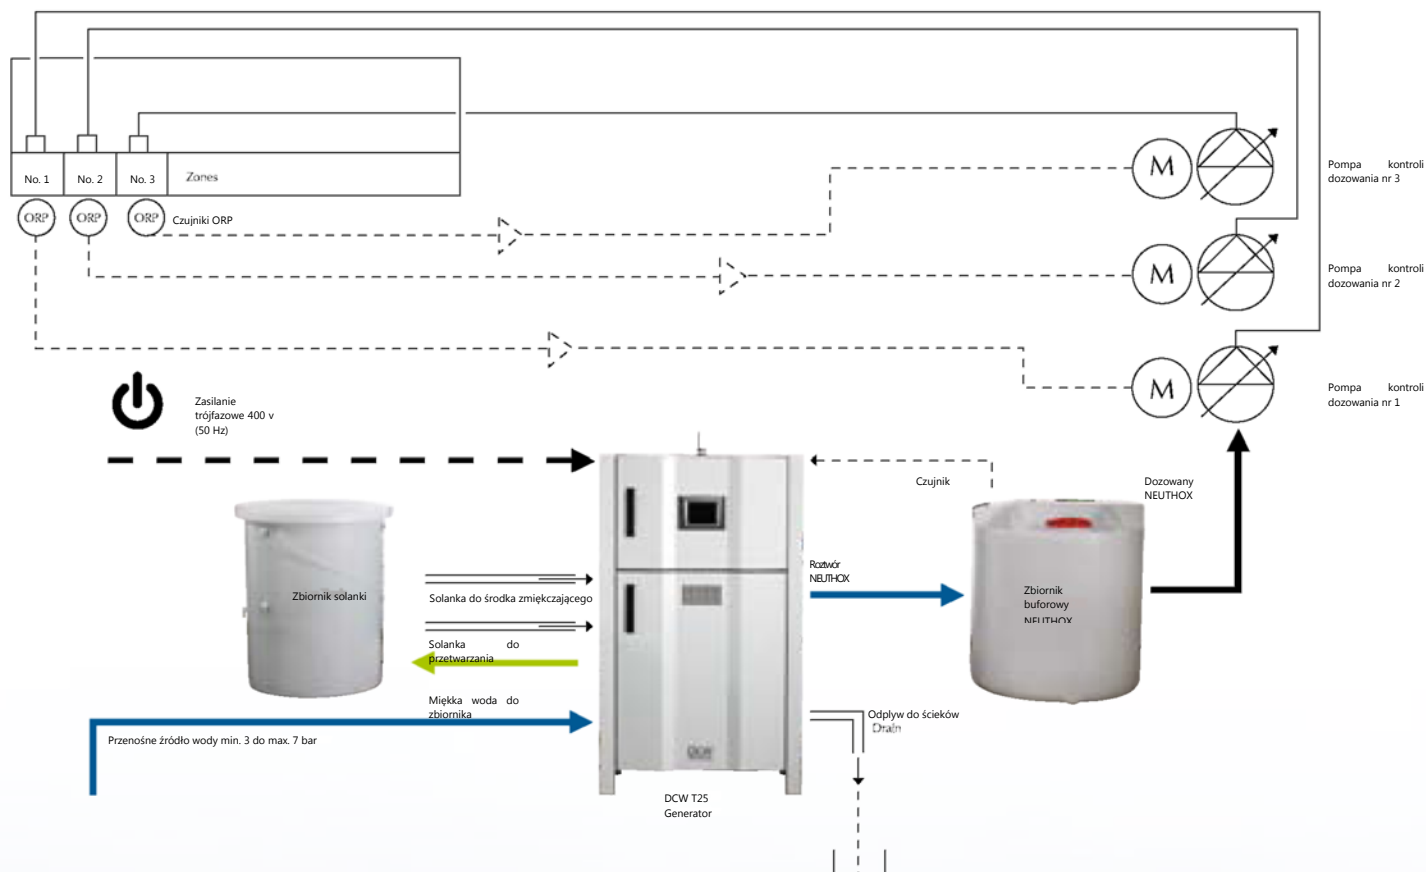 No. 1
No. 2
No. 3
Zones
ORP
ORP
ORP
Czujniki ORP
M
Pompa kontroli
dozowania nr 3
M
Pompa kontroli
dozowania nr 2
M
Pompa kontroli
dozowania nr 1
Zasilanie
trójfazowe 400 v
(50 Hz)
Czujnik
Dozowany
NEUTHOX
Zbiornik solanki
Solanka do środka zmiękczającego
Solanka do
przetwarzania
Miękka woda do
zbiornika
Przenośne źródło wody min. 3 do max. 7 bar
Roztwór
NEUTHOX
Zbiornik
buforowy
NEUTHOX
Odpływ do ścieków
Drain
DCW
DCW T25
Generator